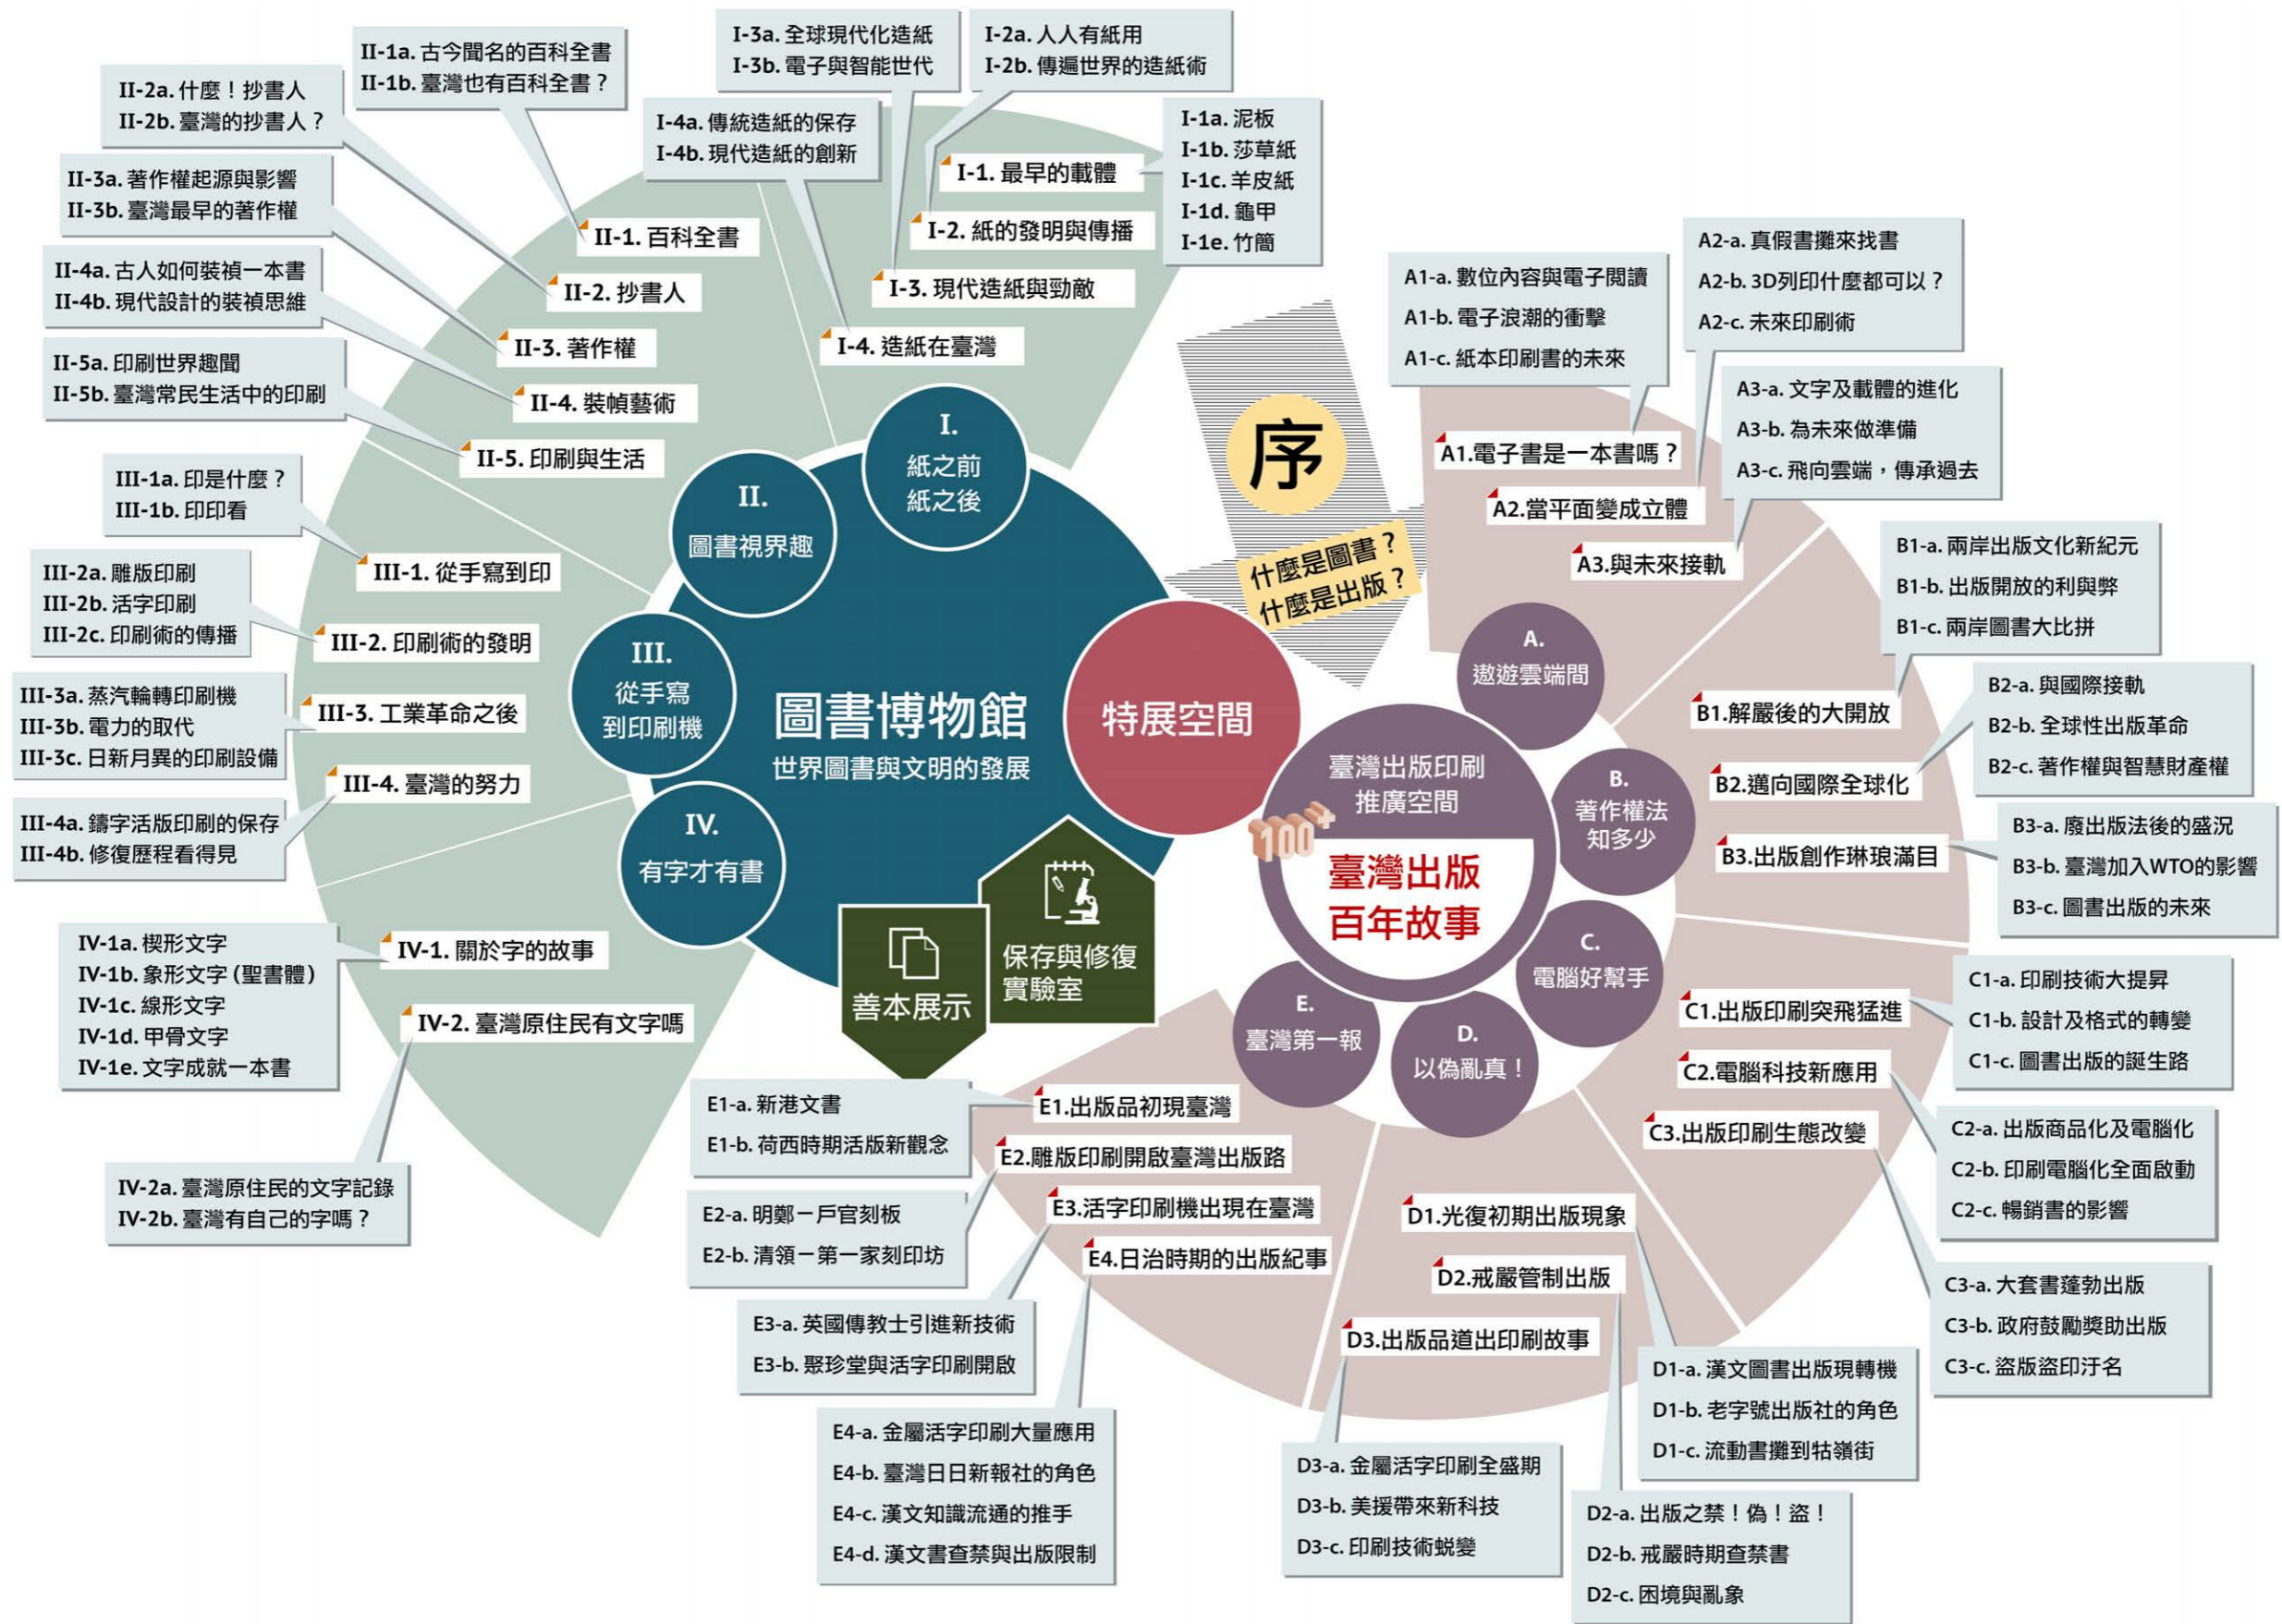 I-3a. 全球現代化造紙
I-3b. 電子與智能世代
I-2a. 人人有紙用
I-2b. 傳遍世界的造紙術
II-1a. 古今聞名的百科全書
II-1b. 臺灣也有百科全書？
II-2a. 什麼！抄書人
II-2b. 臺灣的抄書人？
I-4a. 傳統造紙的保存
I-4b. 現代造紙的創新
I-1a. 泥板
I-1b. 莎草紙
I-1c. 羊皮紙
I-1d. 龜甲
I-1e. 竹簡
I-1. 最早的載體
I-2. 紙的發明與傳播
I-3. 現代造紙與勁敵
I-4. 造紙在臺灣
II-3a. 著作權起源與影響
II-3b. 臺灣最早的著作權
II-4a. 古人如何裝禎一本書
II-4b. 現代設計的裝禎思維
II-5a. 印刷世界趣聞
II-5b. 臺灣常民生活中的印刷
II-1. 百科全書
II-2. 抄書人
II-3. 著作權
II-4. 裝幀藝術
II-5. 印刷與生活
III-1a. 印是什麼？
III-1b. 印印看
III-2a. 雕版印刷
III-2b. 活字印刷
III-2c. 印刷術的傳播
III-3a. 蒸汽輪轉印刷機
III-3b. 電力的取代
III-3c. 日新月異的印刷設備
III-4a. 鑄字活版印刷的保存
III-4b. 修復歷程看得見
III-1. 從手寫到印
III-2. 印刷術的發明
III-3. 工業革命之後
III-4. 臺灣的努力
IV-1a. 楔形文字
IV-1b. 象形文字（聖書體）
IV-1c. 線形文字
IV-1d. 甲骨文字
IV-1e. 文字成就一本書
IV-1. 關於字的故事
IV-2. 臺灣原住民有文字嗎
IV-2a. 臺灣原住民的文字記錄
IV-2b. 臺灣有自己的字嗎？
I.
紙之前
紙之後
II.
圖書視界趣
III.
從手寫
到印刷機
IV.
有字才有書
圖書博物館
世界圖書與文明的發展
特展空間
善本展示
保存與修復
實驗室
序
什麼是圖書？
什麼是出版？
臺灣出版印刷
推廣空間
100+
臺灣出版
百年故事
A.
遨遊雲端間
B.
著作權法
知多少
C.
電腦好幫手
D.
以偽亂真！
E.
臺灣第一報
A1-a. 數位內容與電子閱讀
A1-b. 電子浪潮的衝擊
A1-c. 紙本印刷書的未來
A2-a. 真假書攤來找書
A2-b. 3D列印什麼都可以？
A2-c. 未來印刷術
A3-a. 文字及載體的進化
A3-b. 為未來做準備
A3-c. 飛向雲端，傳承過去
A1.電子書是一本書嗎？
A2.當平面變成立體
A3.與未來接軌
B1-a. 兩岸出版文化新紀元
B1-b. 出版開放的利與弊
B1-c. 兩岸圖書大比拼
B2-a. 與國際接軌
B2-b. 全球性出版革命
B2-c. 著作權與智慧財產權
B3-a. 廢出版法後的盛況
B3-b. 臺灣加入WTO的影響
B3-c. 圖書出版的未來
B1.解嚴後的大開放
B2.邁向國際全球化
B3.出版創作琳琅滿目
C1-a. 印刷技術大提昇
C1-b. 設計及格式的轉變
C1-c. 圖書出版的誕生路
C2-a. 出版商品化及電腦化
C2-b. 印刷電腦化全面啟動
C2-c. 暢銷書的影響
C3-a. 大套書蓬勃出版
C3-b. 政府鼓勵獎助出版
C3-c. 盜版盜印汙名
C1.出版印刷突飛猛進
C2.電腦科技新應用
C3.出版印刷生態改變
D1.光復初期出版現象
D2.戒嚴管制出版
D3.出版品道出印刷故事
D1-a. 漢文圖書出版現轉機
D1-b. 老字號出版社的角色
D1-c. 流動書攤到牯嶺街
D2-a. 出版之禁！偽！盜！
D2-b. 戒嚴時期查禁書
D2-c. 困境與亂象
D3-a. 金屬活字印刷全盛期
D3-b. 美援帶來新科技
D3-c. 印刷技術蛻變
E1.出版品初現臺灣
E2.雕版印刷開啟臺灣出版路
E3.活字印刷機出現在臺灣
E4.日治時期的出版紀事
E1-a. 新港文書
E1-b. 荷西時期活版新觀念
E2-a. 明鄭－戶官刻板
E2-b. 清領－第一家刻印坊
E3-a. 英國傳教士引進新技術
E3-b. 聚珍堂與活字印刷開啟
E4-a. 金屬活字印刷大量應用
E4-b. 臺灣日日新報社的角色
E4-c. 漢文知識流通的推手
E4-d. 漢文書查禁與出版限制